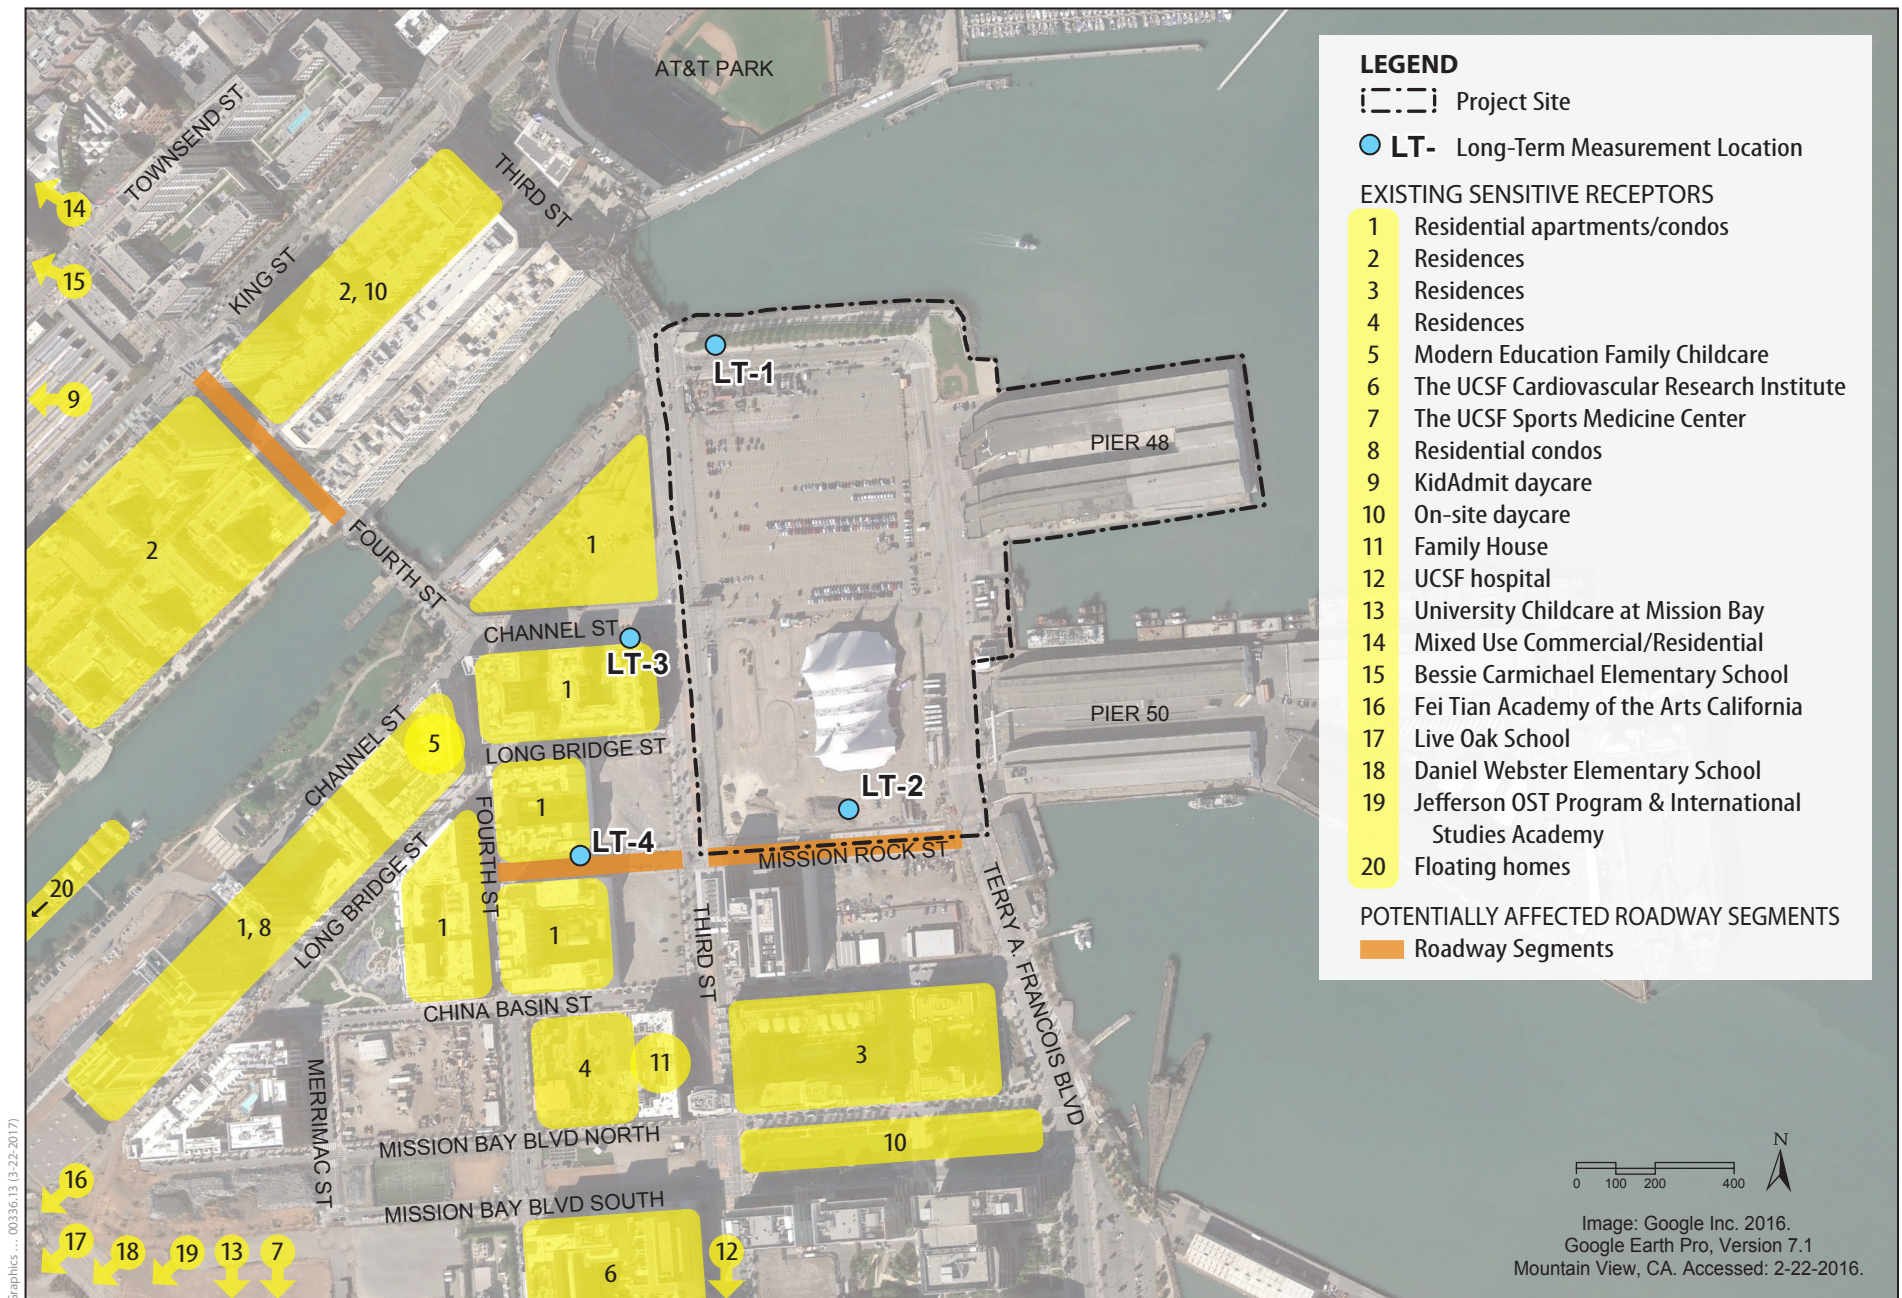 AT&T PARK
TOWNSEND ST
THIRD ST
KING ST
14
15
9
2, 10
2
FOURTH ST
1
CHANNEL ST
LT-1
LT-3
PIER 48
PIER 50
1
LONG BRIDGE ST
CHANNEL ST
5
1
FOURTH ST
LT-2
LT-4
MISSION ROCK ST
20
1, 8
LONG BRIDGE ST
1
1
THIRD ST
TERRY A. FRANCOIS BLVD
CHINA BASIN ST
4
11
3
MERRIMAC ST
MISSION BAY BLVD NORTH
10
MISSION BAY BLVD SOUTH
16
17
18
19
13
7
6
12
LEGEND
Project Site
LT- Long-Term Measurement Location
EXISTING SENSITIVE RECEPTORS
1 Residential apartments/condos
2 Residences
3 Residences
4 Residences
5 Modern Education Family Childcare
6 The UCSF Cardiovascular Research Institute
7 The UCSF Sports Medicine Center
8 Residential condos
9 KidAdmit daycare
10 On-site daycare
11 Family House
12 UCSF hospital
13 University Childcare at Mission Bay
14 Mixed Use Commercial/Residential
15 Bessie Carmichael Elementary School
16 Fei Tian Academy of the Arts California
17 Live Oak School
18 Daniel Webster Elementary School
19 Jefferson OST Program & International
Studies Academy
20 Floating homes
POTENTIALLY AFFECTED ROADWAY SEGMENTS
Roadway Segments
N
0 100 200 400
Image: Google Inc. 2016.
Google Earth Pro, Version 7.1
Mountain View, CA. Accessed: 2-22-2016.
Graphics ... 00336.13 (3-22-2017)